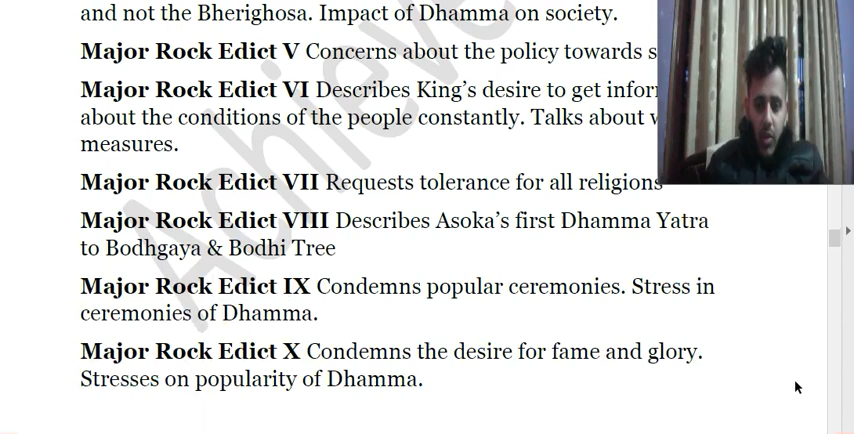 and not the Bherighosa. Impact of Dhamma on society.
Major Rock Edict V Concerns about the policy towards
Major Rock Edict VI Describes King's desire to get
about the conditions of the people constantly. Talks about
measures.
Major Rock Edict VII Requests tolerance for all religions
Major Rock Edict VIII Describes Asoka's first Dhamma Yatra
to Bodhgaya & Bodhi Tree
Major Rock Edict IX Condemns popular ceremonies. Stress in
ceremonies of Dhamma.
Major Rock Edict X Condemns the desire for fame and glory.
Stresses on popularity of Dhamma.
Achieve